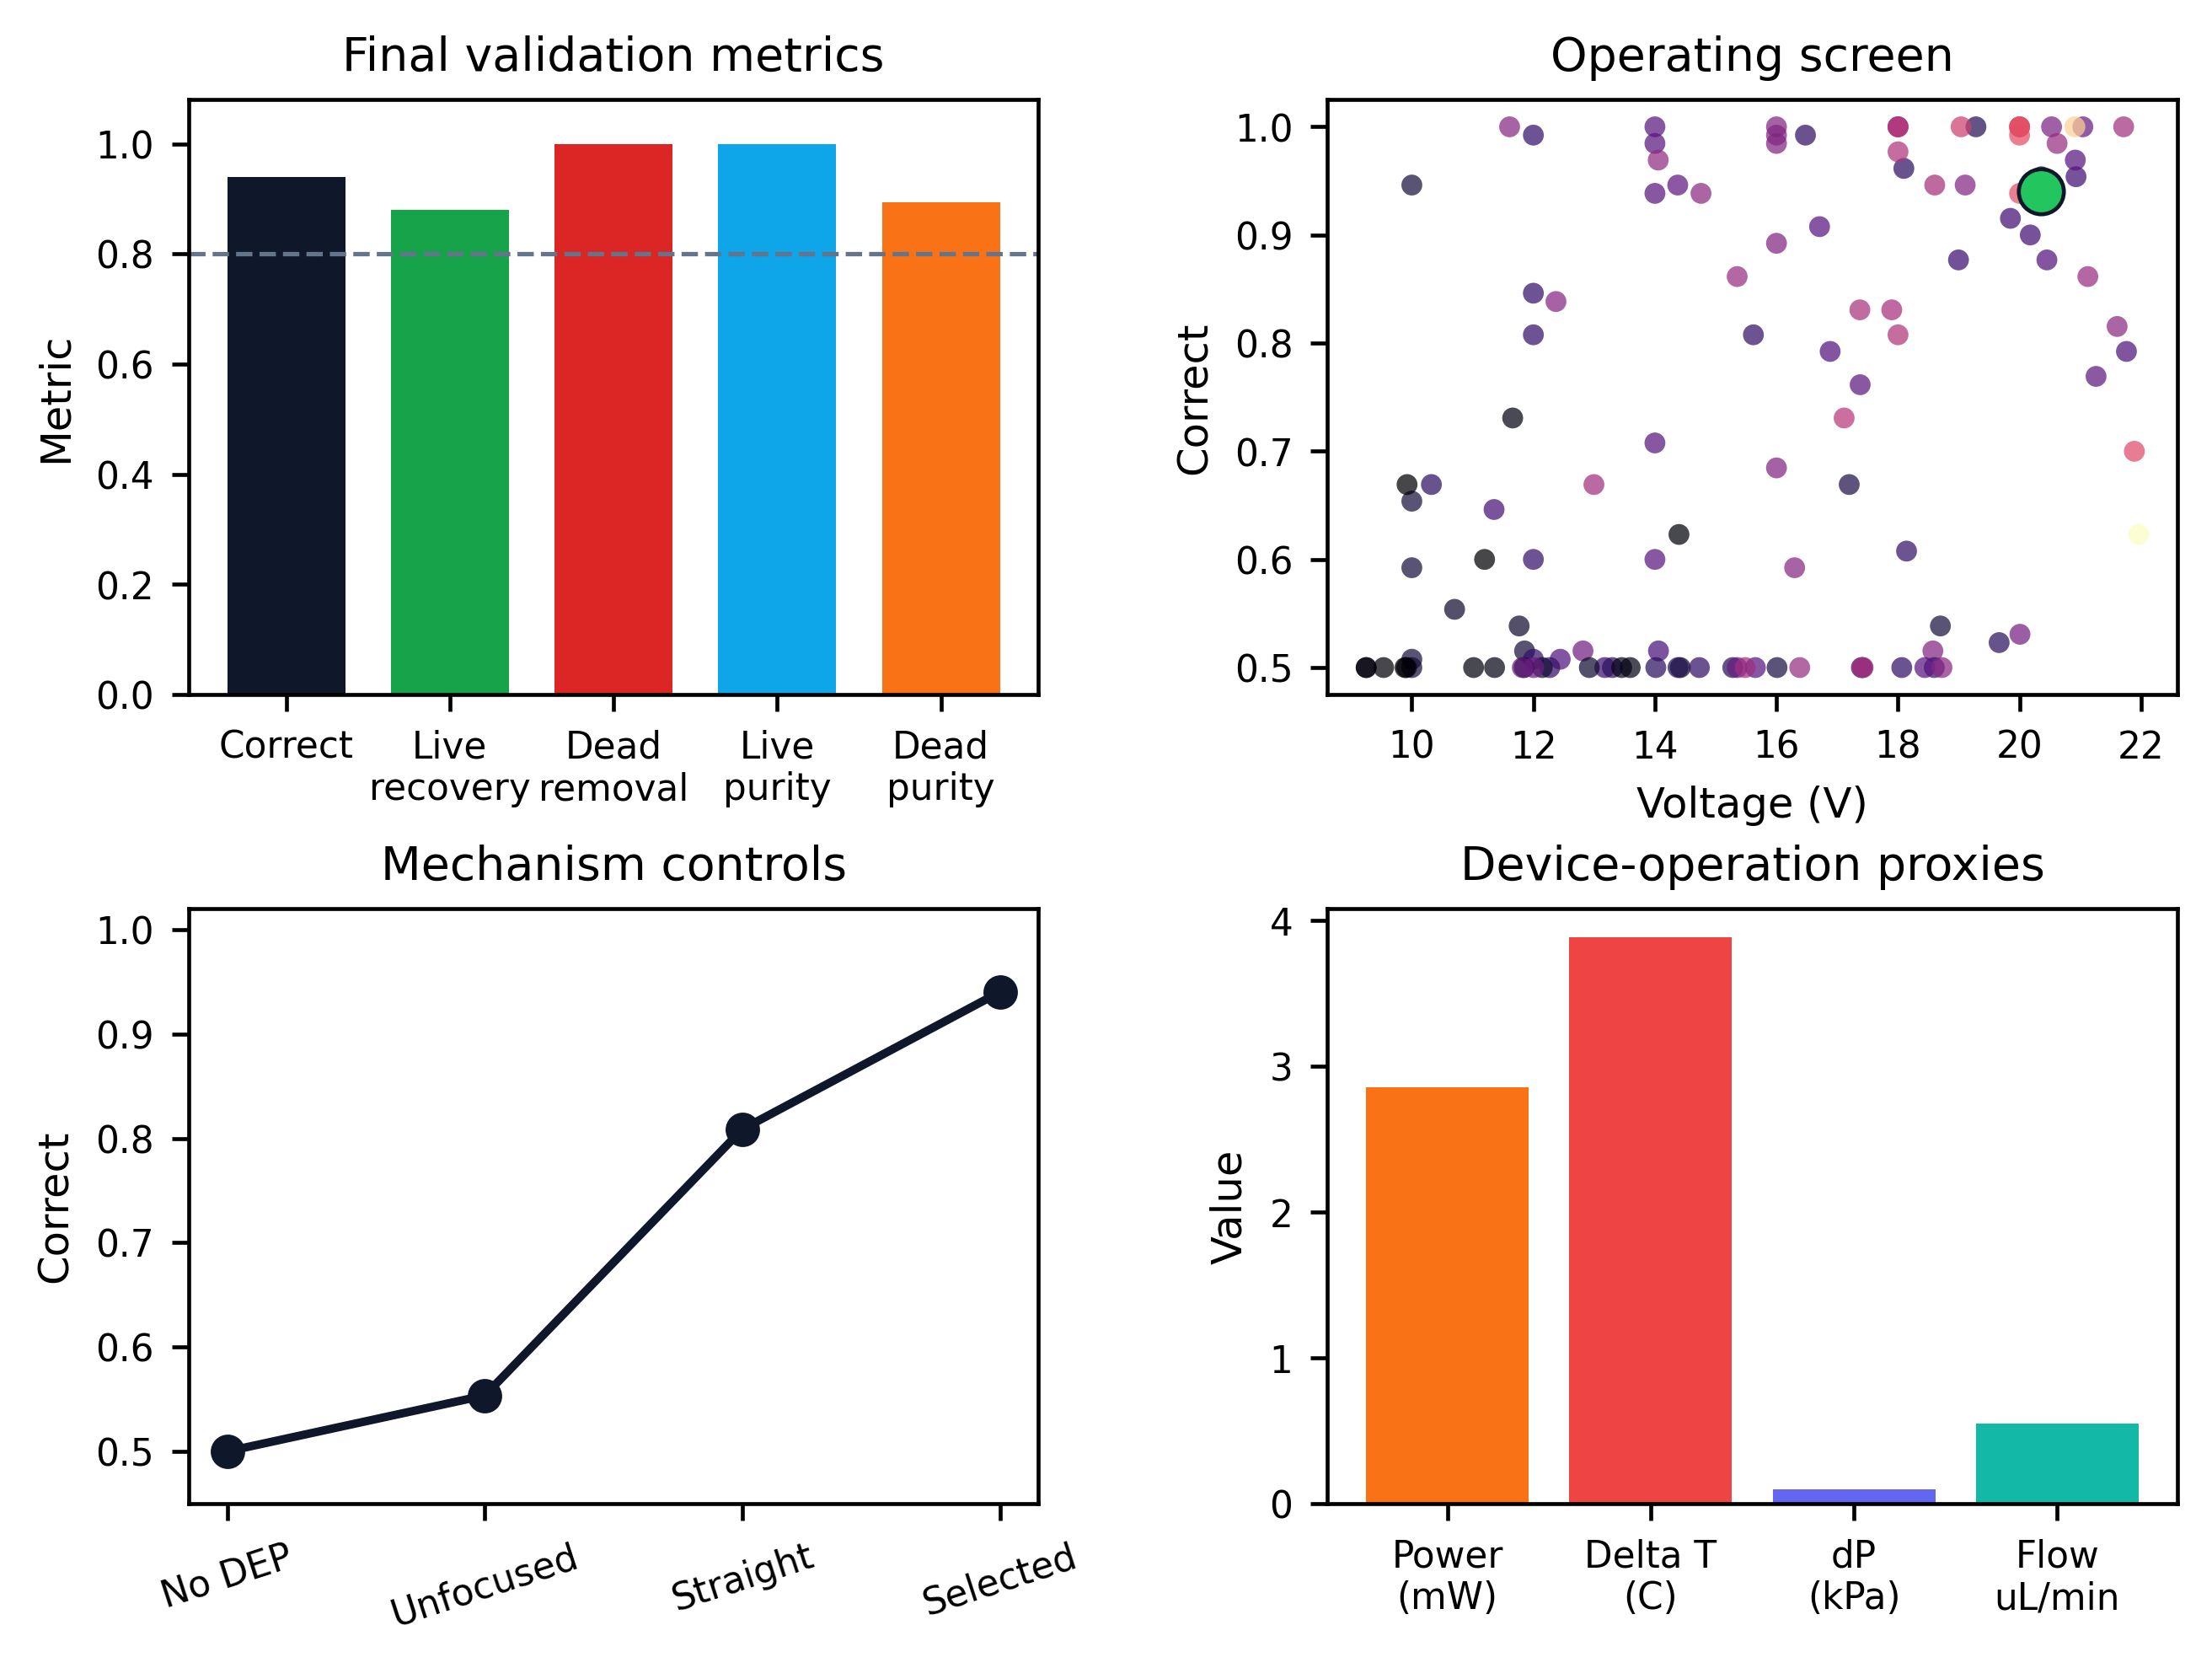 Final validation metrics
Metric
1.0
0.8
0.6
0.4
0.2
0.0
Correct
Live
recovery
Dead
removal
Live
purity
Dead
purity
Operating screen
Correct
1.0
0.9
0.8
0.7
0.6
0.5
10 12 14 16 18 20 22
Voltage (V)
Mechanism controls
Correct
1.0
0.9
0.8
0.7
0.6
0.5
No DEP
Unfocused
Straight
Selected
Device-operation proxies
Value
4
3
2
1
0
Power
(mW)
Delta T
(C)
dP
(kPa)
Flow
uL/min